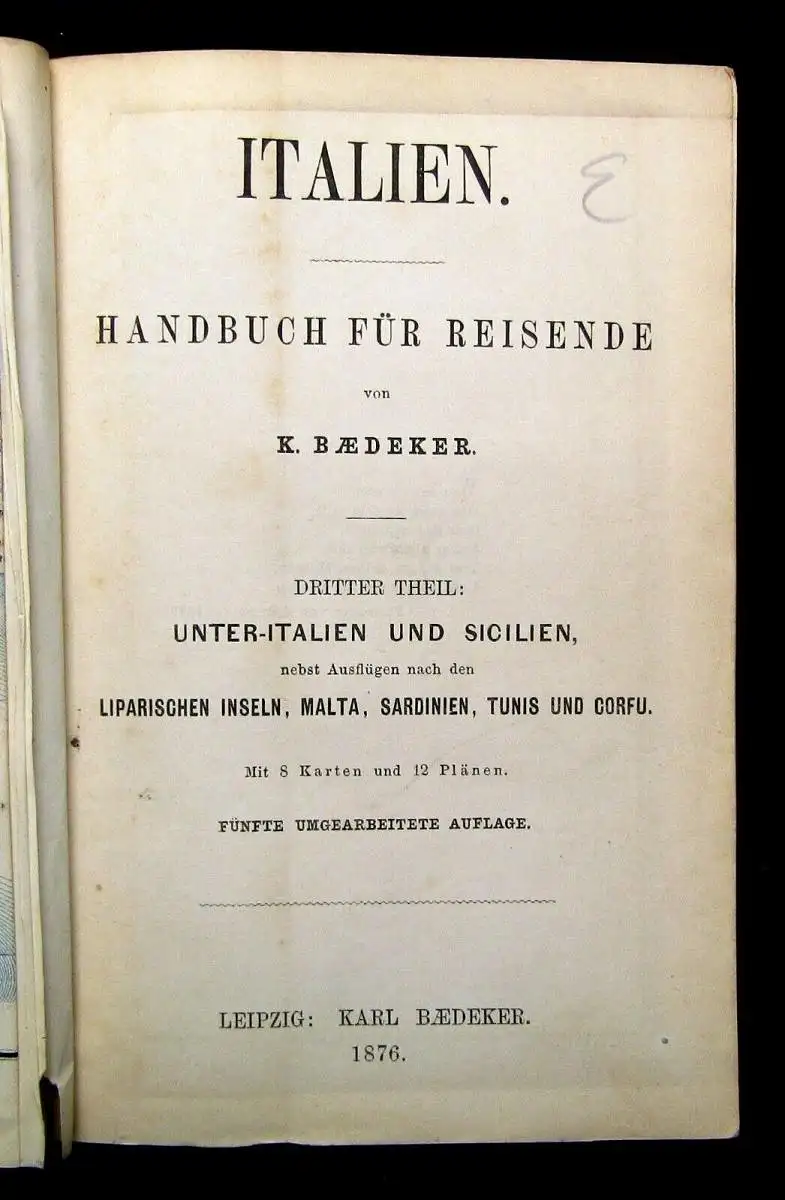 ITALIEN.
HANDBUCH FÜR REISENDE
von
K. BÆDEKER.
DRITTER THEIL:
UNTER-ITALIEN UND SICILIEN,
nebst Ausflügen nach den
LIPARISCHEN INSELN, MALTA, SARDINIEN, TUNIS UND CORFU.
Mit 8 Karten und 12 Plänen.
FÜNFTE UMGEARBEITETE AUFLAGE.
LEIPZIG: KARL BÆDEKER.
1876.